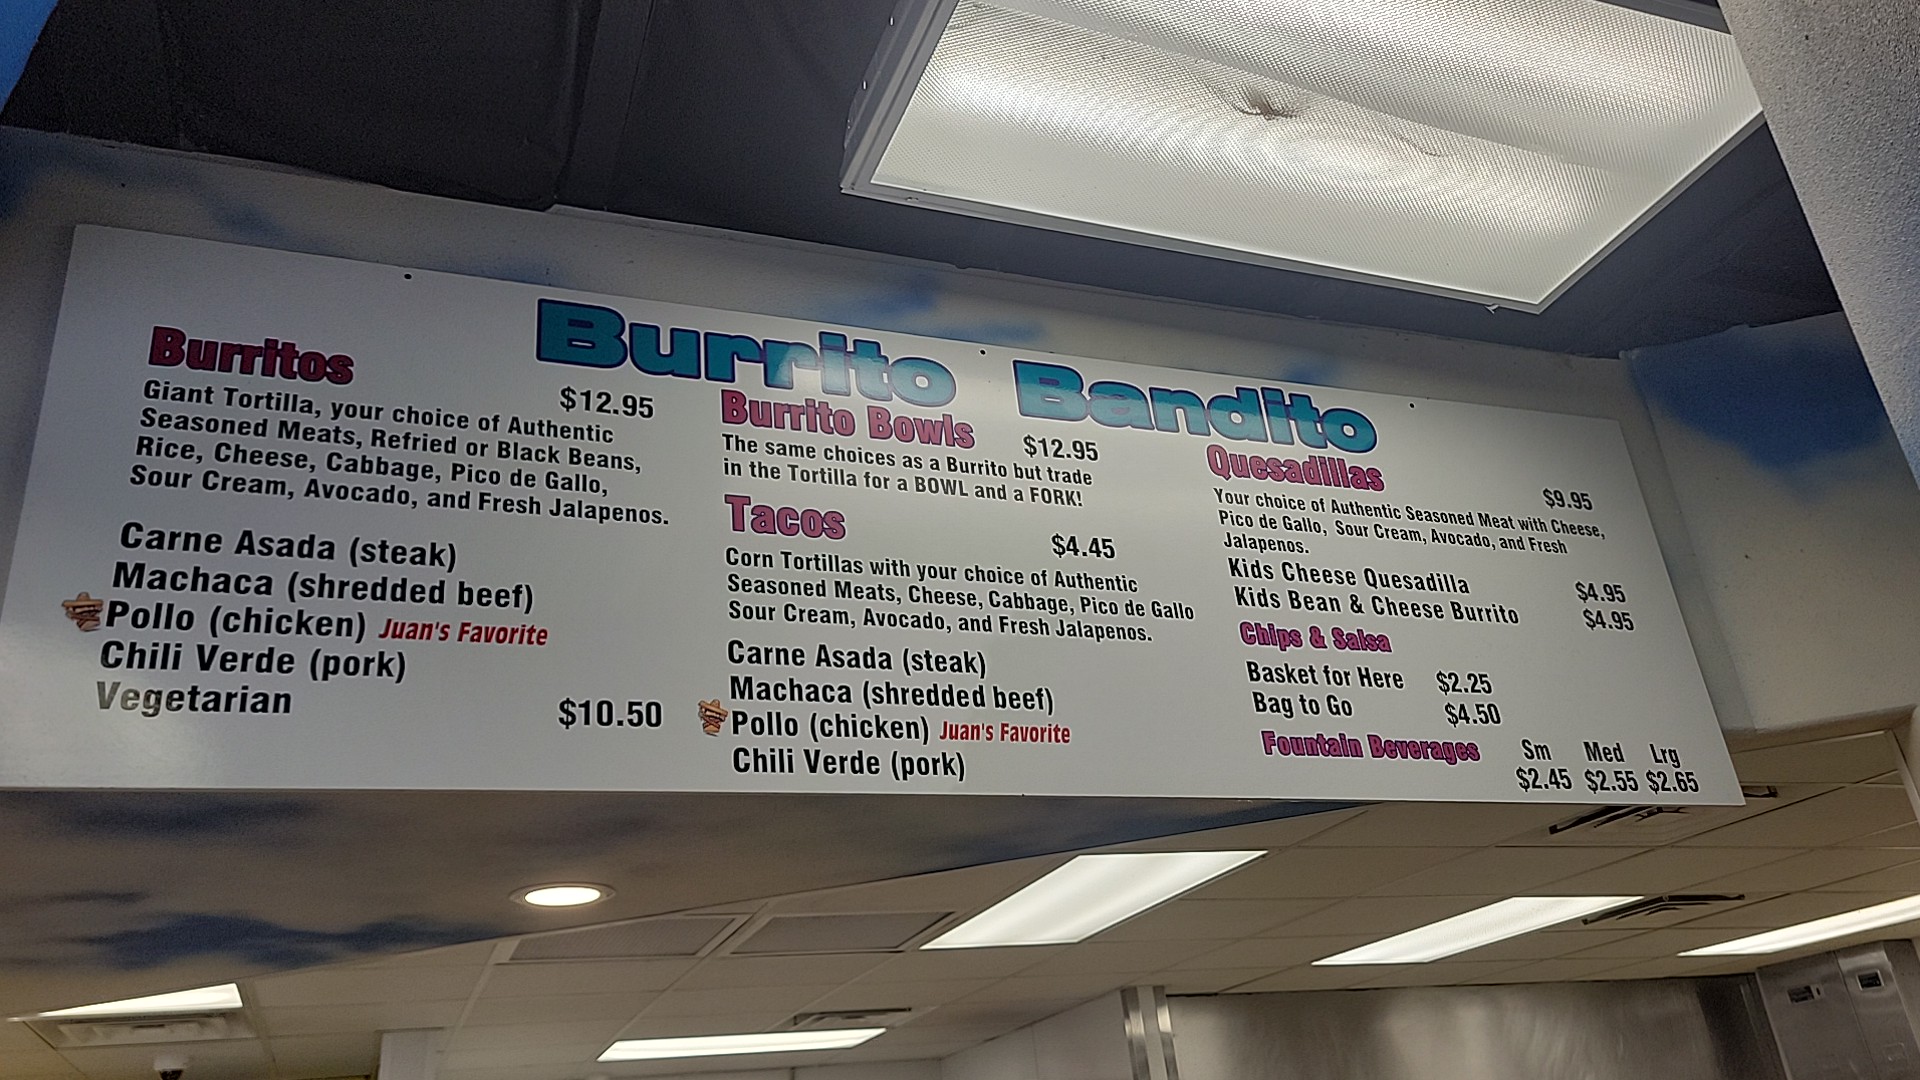 Burrito Bandito
Burritos
$12.95
Giant Tortilla, your choice of Authentic
Seasoned Meats, Refried or Black Beans,
Rice, Cheese, Cabbage, Pico de Gallo,
Sour Cream, Avocado, and Fresh Jalapenos.
Carne Asada (steak)
Machaca (shredded beef)
Pollo (chicken) Juan's Favorite
Chili Verde (pork)
Vegetarian $10.50
Burrito Bowls $12.95
The same choices as a Burrito but trade
in the Tortilla for a BOWL and a FORK!
Tacos
$4.45
Corn Tortillas with your choice of Authentic
Seasoned Meats, Cheese, Cabbage, Pico de Gallo
Sour Cream, Avocado, and Fresh Jalapenos.
Carne Asada (steak)
Machaca (shredded beef)
Pollo (chicken) Juan's Favorite
Chili Verde (pork)
Quesadillas
$9.95
Your choice of Authentic Seasoned Meat with Cheese,
Pico de Gallo, Sour Cream, Avocado, and Fresh
Jalapenos.
Kids Cheese Quesadilla $4.95
Kids Bean & Cheese Burrito $4.95
Chips & Salsa
Basket for Here $2.25
Bag to Go $4.50
Fountain Beverages Sm Med Lrg
$2.45 $2.55 $2.65